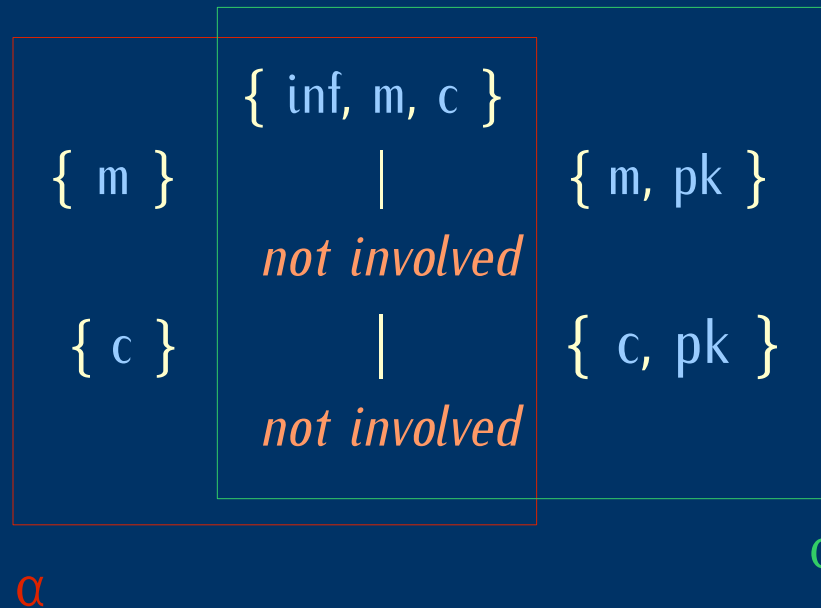 { inf, m, c }
{ m } | { m, pk }
not involved
{ c } | { c, pk }
not involved
α